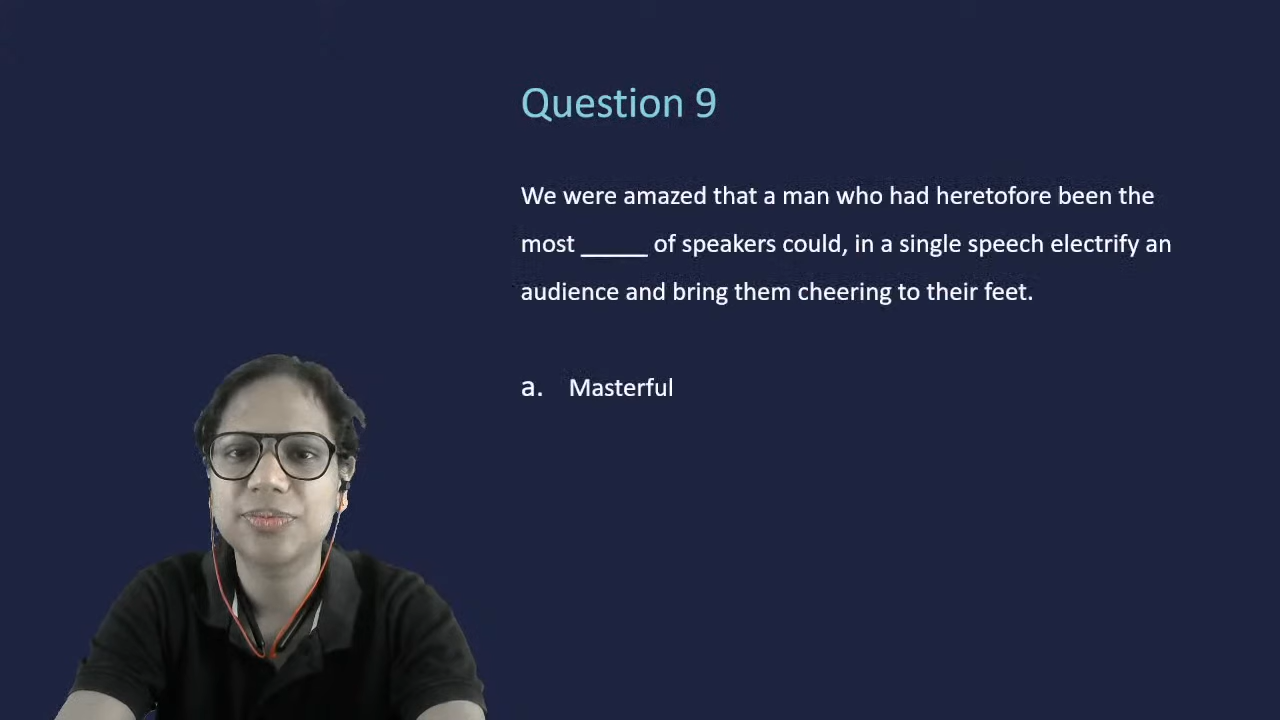 Question 9
We were amazed that a man who had heretofore been the
most _____ of speakers could, in a single speech electrify an
audience and bring them cheering to their feet.
a. Masterful